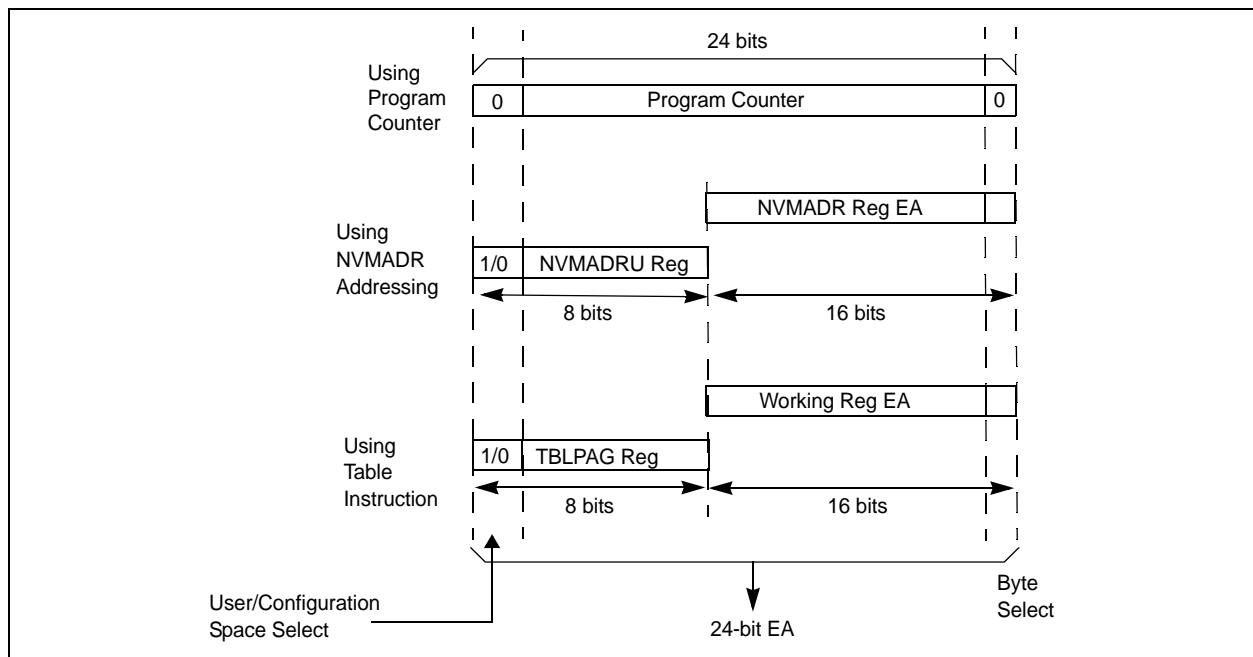 24 bits
Using
Program
Counter
0
Program Counter
0
NVMADR Reg EA
Using
NVMADR
Addressing
1/0
NVMADRU Reg
8 bits
16 bits
Working Reg EA
Using
Table
Instruction
1/0
TBLPAG Reg
8 bits
16 bits
User/Configuration
Space Select
24-bit EA
Byte
Select